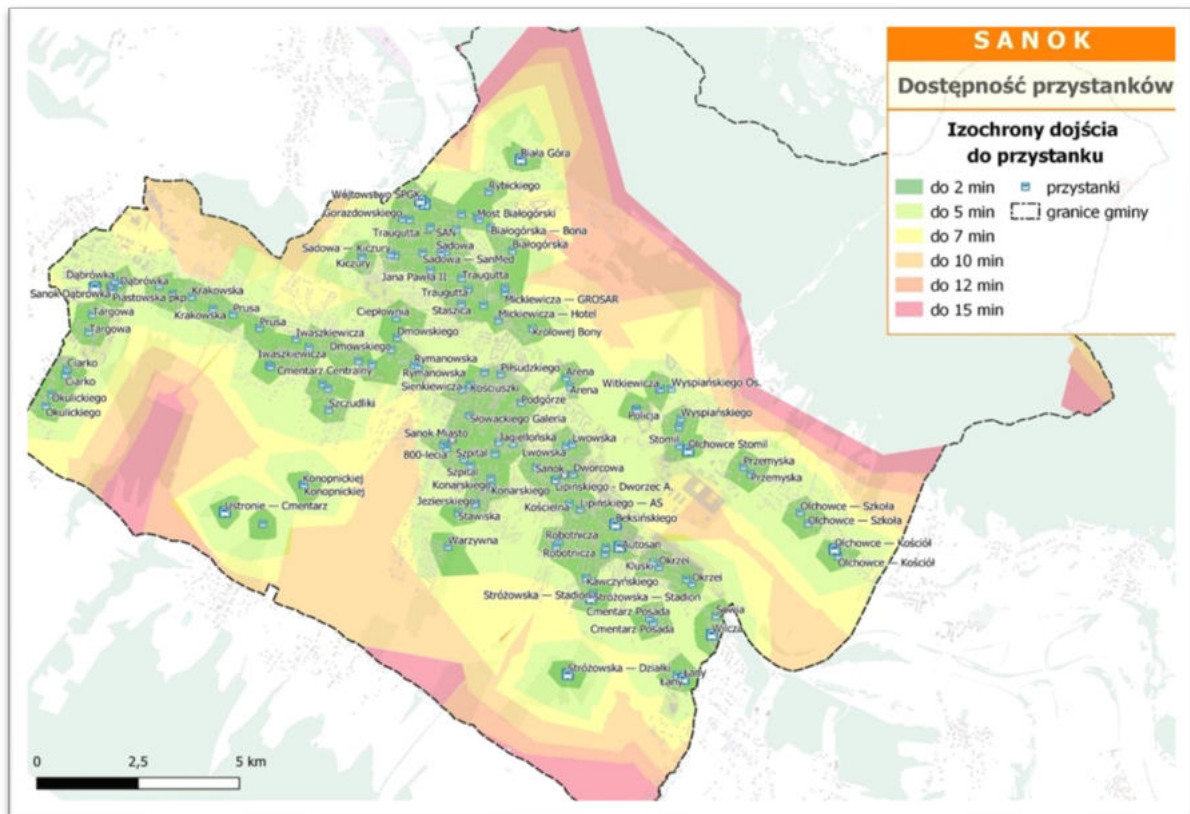 SANOK
Dostępność przystanków
Izochrony dojścia
do przystanku
do 2 min
do 5 min
do 7 min
do 10 min
do 12 min
do 15 min
przystanki
granice gminy
Biała Góra
Rybickiego
Wójtowstwo SPGK
Gorazdowskiego
Most Białogórski
Traugutta — SAN
Białogórska — Bona
Sadowa — Kiczury
Sadowa
Białogórska
Kiczury
Sadowa — SanMed
Jana Pawła II
Traugutta
Dąbrówka
Dąbrówka
Sanok-Dąbrówka
Piastowska pkp
Krakowska
Traugutta
Mickiewicza — GROSAR
Targowa
Krakowska
Prusa
Ciepłownia
Staszica
Mickiewicza — Hotel
Targowa
Prusa
Królowej Bony
Iwaszkiewicza
Dmowskiego
Iwaszkiewicza
Dmowskiego
Ciarko
Cmentarz Centralny
Rymanowska
Rymanowska
Piłsudzkiego
Arena
Ciarko
Sienkiewicza
Kościuszki
Arena
Witkiewicza
Wyspiańskiego Os.
Okulickiego
Okulickiego
Szczudliki
Podgórze
Policja
Wyspiańskiego
Słowackiego Galeria
Sanok Miasto
Jagiellońska
Lwowska
Stomil
Olchowce Stomil
800-lecia
Szpital
Lwowska
Szpital
Sanok
Dworcowa
Przemyska
Przemyska
Konopnickiej
Konopnickiej
Konarskiego
Konarskiego
Lipińskiego - Dworzec A.
Ustronie — Cmentarz
Jezierskiego
Kościelna
Lipińskiego — AS
Olchowce — Szkoła
Stawiska
Beksińskiego
Olchowce — Szkoła
Warzywna
Robotnicza
Autosan
Olchowce — Kościół
Robotnicza
Kluski
Okrzei
Olchowce — Kościół
Kawczyńskiego
Okrzei
Stróżowska — Stadion
Stróżowska — Stadion
Cmentarz Posada
Cmentarz Posada
Wilcza
Stróżowska — Działki
Łany
Łany
0
2,5
5 km